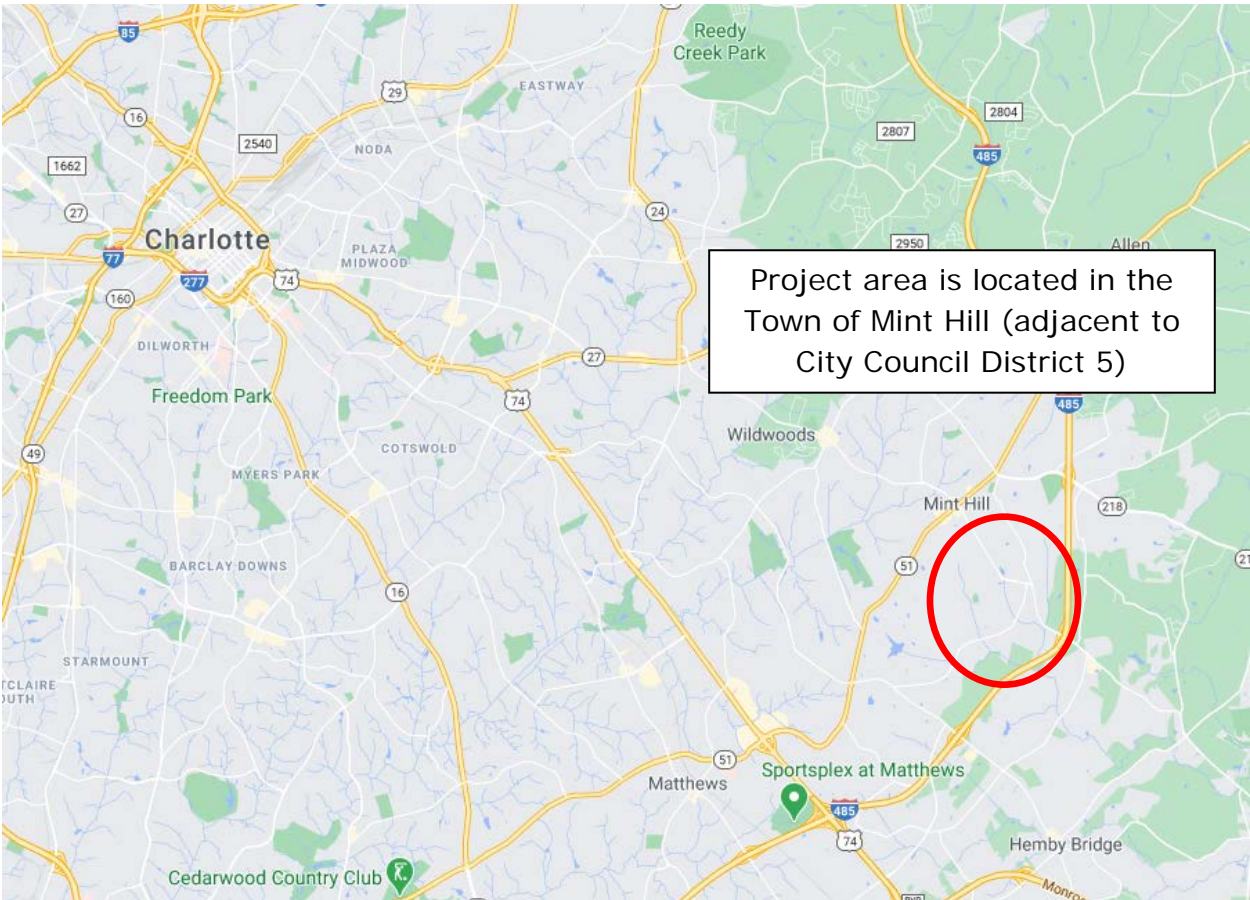 Reedy
Creek Park
85
EASTWAY
29
2804
16
2807
2540
NODA
485
1662
27
24
Charlotte
2950
Allen
PLAZA
MIDWOOD
77
277
74
Project area is located in the
Town of Mint Hill (adjacent to
City Council District 5)
160
DILWORTH
27
Freedom Park
74
485
Wildwoods
COTSWOLD
49
MYERS PARK
Mint Hill
218
BARCLAY DOWNS
51
16
STARMOUNT
51
Sportsplex at Matthews
Matthews
485
74
Hemby Bridge
Cedarwood Country Club